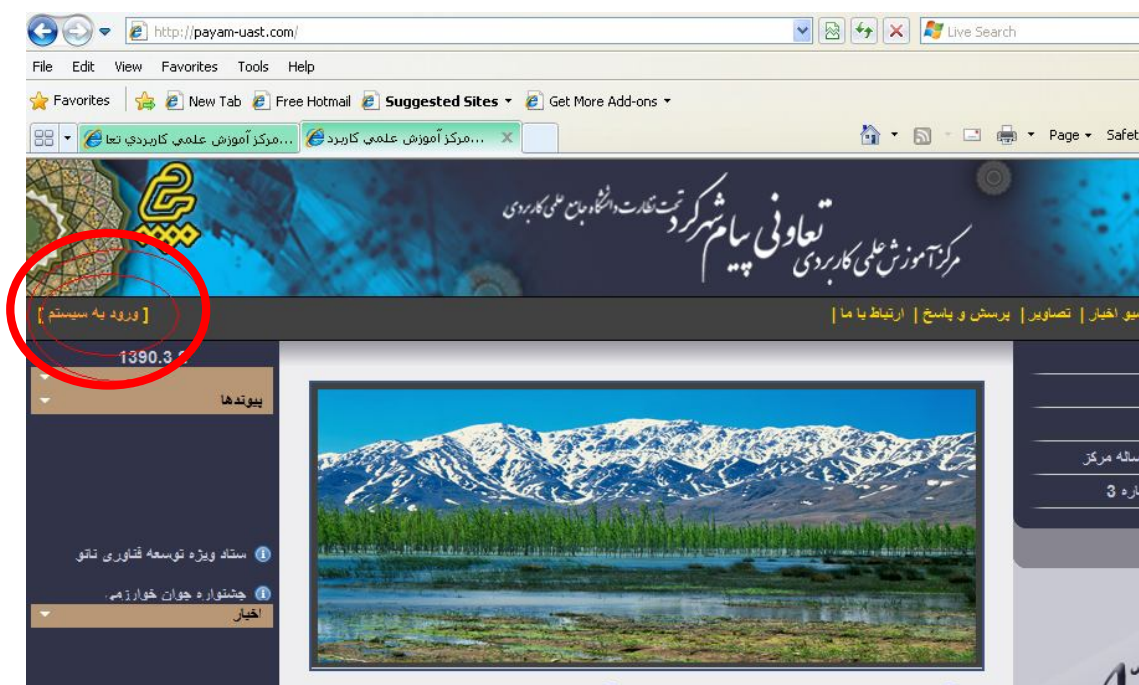 http://payam-uast.com/
Live Search
File Edit View Favorites Tools Help
Favorites New Tab Free Hotmail Suggested Sites Get More Add-ons
مرکز آموزش علمي کاربردي تعا...
مرکز آموزش علمي کاربرد...
Page Safet
تحت نظارت دانشگاه جامع علمی کاربردی
تعاونی پیام شهرکرد
مرکز آموزش علمی کاربردی
یو اخبار | تصاویر | پرسش و پاسخ | ارتباط با ما |
[ ورود به سیستم ]
1390.3.
پیوندها
ساله مرکز
اره 3
ستاد ویژه توسعه فناوری نانو
جشنواره جوان خوارزمی
اخبار